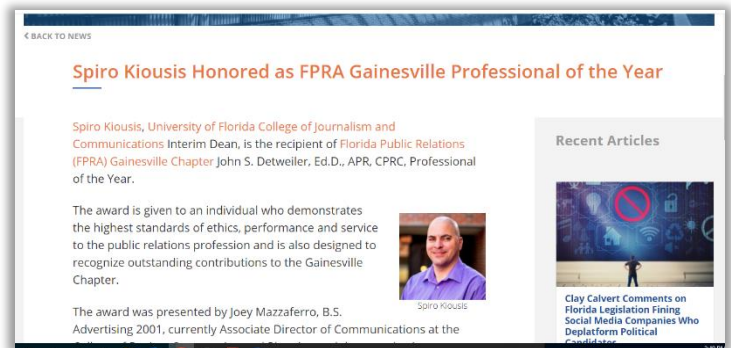 < BACK TO NEWS
Spiro Kiousis Honored as FPRA Gainesville Professional of the Year
Spiro Kiousis, University of Florida College of Journalism and
Communications Interim Dean, is the recipient of Florida Public Relations
(FPRA) Gainesville Chapter John S. Detweiler, Ed.D., APR, CPRC, Professional
of the Year.
The award is given to an individual who demonstrates
the highest standards of ethics, performance and service
to the public relations profession and is also designed to
recognize outstanding contributions to the Gainesville
Chapter.
Spiro Kiousis
The award was presented by Joey Mazzaferro, B.S.
Advertising 2001, currently Associate Director of Communications at the
Recent Articles
Clay Calvert Comments on
Florida Legislation Fining
Social Media Companies Who
Deplatform Political
Candidates